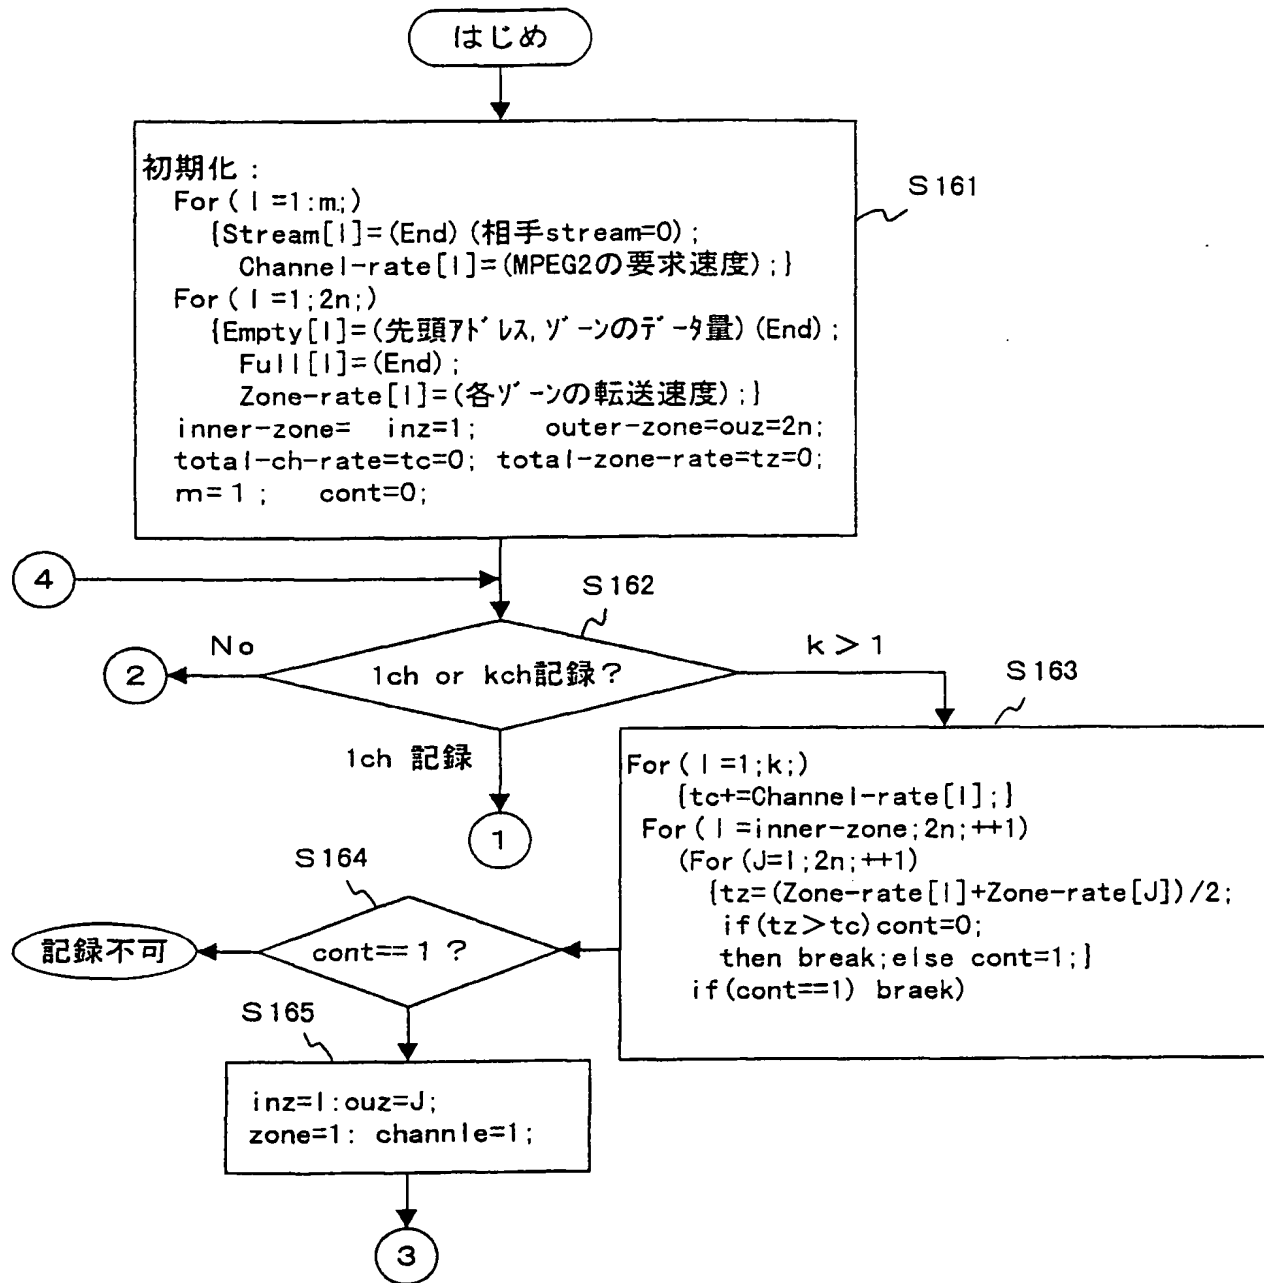 はじめ
初期化:
For(I=1:m;)
{Stream[I]=(End)(相手stream=0);
Channel-rate[I]=(MPEG2の要求速度);}
For(I=1;2n;)
{Empty[I]=(先頭アドレス,ゾーンのデータ量)(End);
Full[I]=(End);
Zone-rate[I]=(各ゾーンの転送速度);}
inner-zone= inz=1; outer-zone=ouz=2n;
total-ch-rate=tc=0; total-zone-rate=tz=0;
m=1; cont=0;
S161
4
S162
No
2
1ch or kch記録?
k>1
S163
1ch 記録
1
For(I=1;k;)
{tc+=Channel-rate[I];}
For(I=inner-zone;2n;++1)
(For(J=I;2n;++1)
{tz=(Zone-rate[I]+Zone-rate[J])/2;
if(tz>tc)cont=0;
then break;else cont=1;}
if(cont==1) braek)
S164
記録不可
cont==1?
S165
inz=I:ouz=J;
zone=1: channle=1;
3